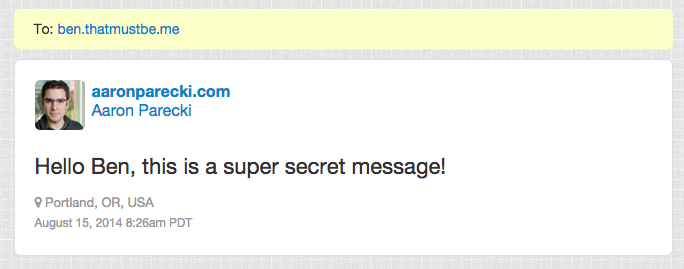 To: ben.thatmustbe.me
aaronparecki.com
Aaron Parecki
Hello Ben, this is a super secret message!
Portland, OR, USA
August 15, 2014 8:26am PDT